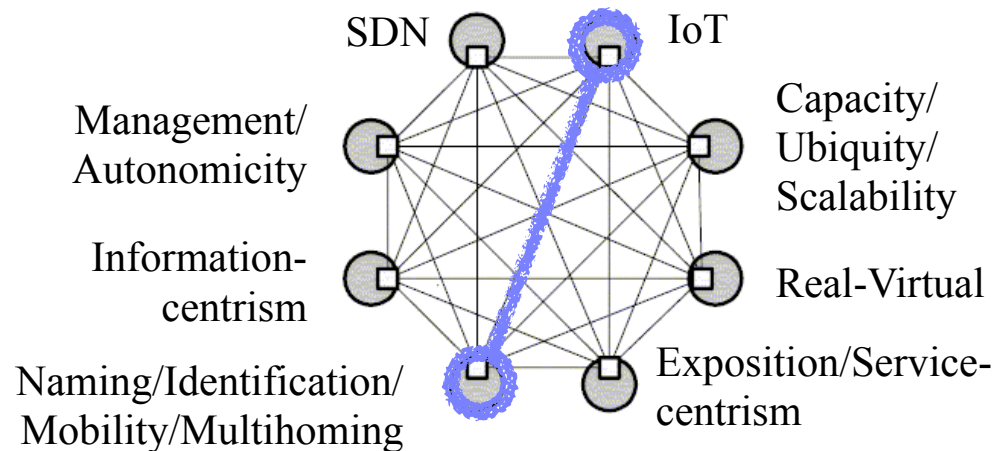 SDN
IoT
Management/
Autonomicity
Capacity/
Ubiquity/
Scalability
Information-
centrism
Real-Virtual
Naming/Identification/
Mobility/Multihoming
Exposition/Service-
centrism